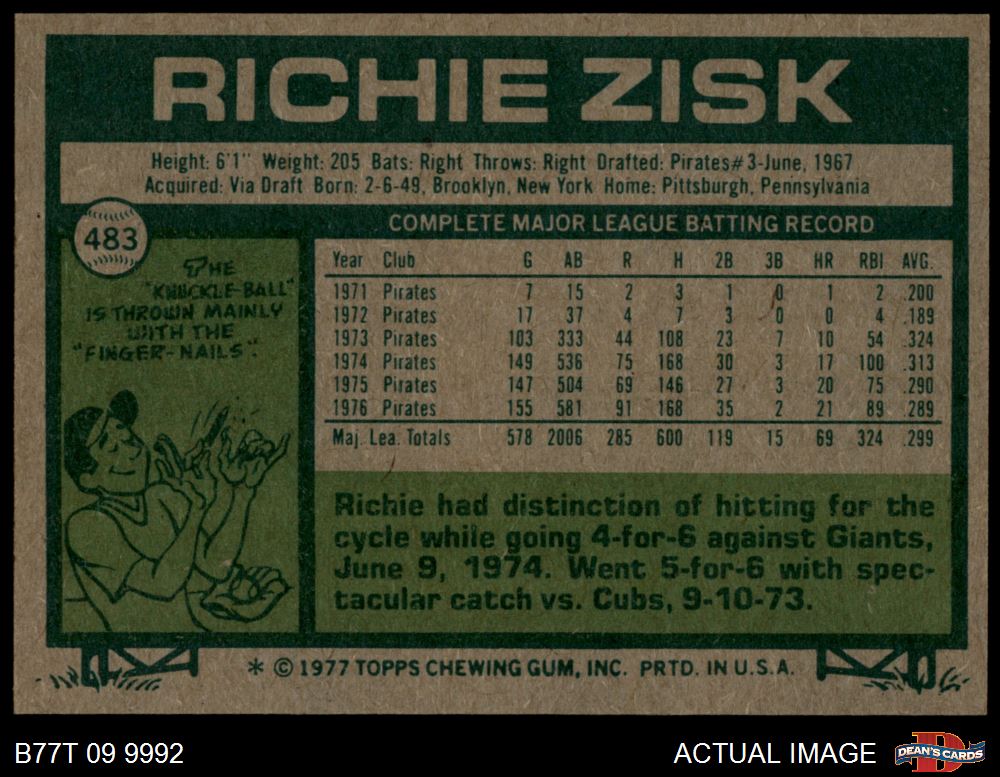 RICHIE ZISK
Height: 6'1" Weight: 205 Bats: Right Throws: Right Drafted: Pirates#3-June, 1967
Acquired: Via Draft Born: 2-6-49, Brooklyn, New York Home: Pittsburgh, Pennsylvania
483
COMPLETE MAJOR LEAGUE BATTING RECORD
THE
"KNUCKLE-BALL"
IS THROWN MAINLY
WITH THE
"FINGER-NAILS".
Year Club G AB R H 2B 3B HR RBI AVG.
1971 Pirates 7 15 2 3 1 0 1 2 .200
1972 Pirates 17 37 4 7 3 0 0 4 .189
1973 Pirates 103 333 44 108 23 7 10 54 .324
1974 Pirates 149 536 75 168 30 3 17 100 .313
1975 Pirates 147 504 69 146 27 3 20 75 .290
1976 Pirates 155 581 91 168 35 2 21 89 .289
Maj. Lea. Totals 578 2006 285 600 119 15 69 324 .299
Richie had distinction of hitting for the
cycle while going 4-for-6 against Giants,
June 9, 1974. Went 5-for-6 with spec-
tacular catch vs. Cubs, 9-10-73.
* © 1977 TOPPS CHEWING GUM, INC. PRTD. IN U.S.A.
B77T 09 9992 ACTUAL IMAGE D DEAN'S CARDS